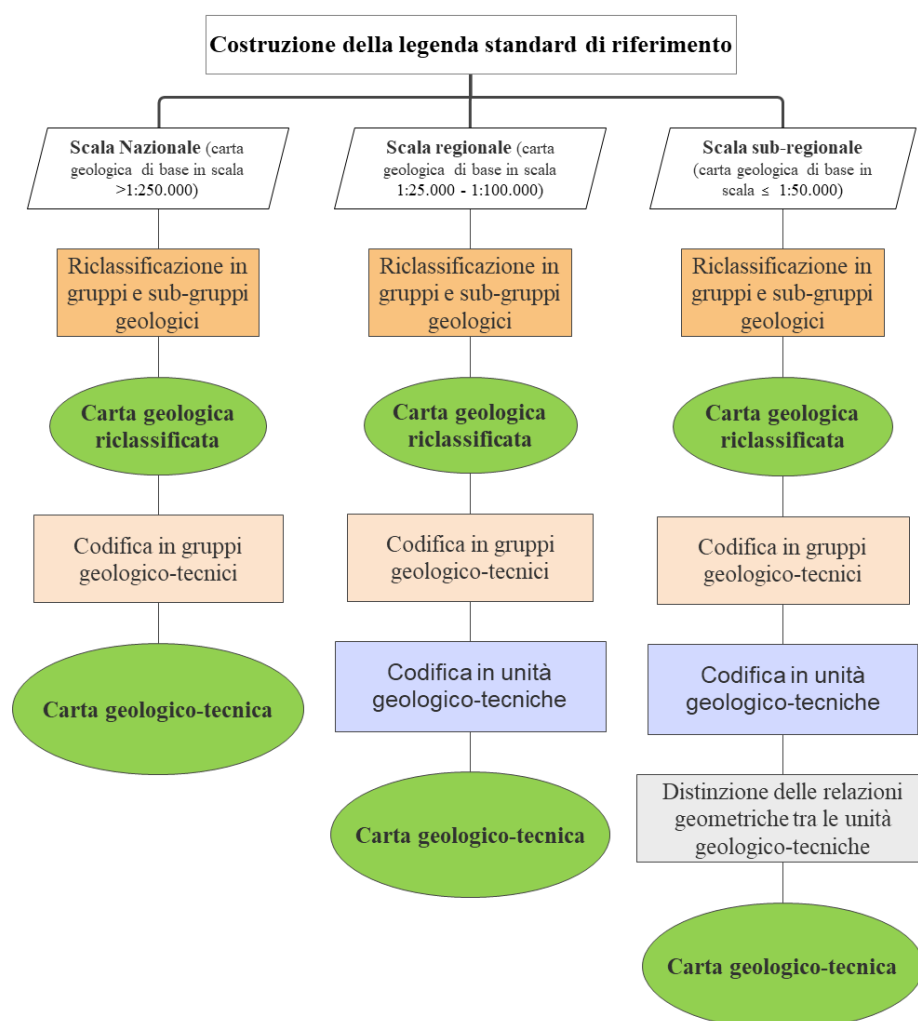 Costruzione della legenda standard di riferimento
Scala Nazionale (carta
geologica di base in scala
>1:250.000)
Scala regionale (carta
geologica di base in scala
1:25.000 - 1:100.000)
Scala sub-regionale
(carta geologica di base in
scala ≤ 1:50.000)
Riclassificazione in
gruppi e sub-gruppi
geologici
Riclassificazione in
gruppi e sub-gruppi
geologici
Riclassificazione in
gruppi e sub-gruppi
geologici
Carta geologica
riclassificata
Carta geologica
riclassificata
Carta geologica
riclassificata
Codifica in gruppi
geologico-tecnici
Codifica in gruppi
geologico-tecnici
Codifica in gruppi
geologico-tecnici
Carta geologico-tecnica
Codifica in unità
geologico-tecniche
Codifica in unità
geologico-tecniche
Carta geologico-tecnica
Distinzione delle relazioni
geometriche tra le unità
geologico-tecniche
Carta geologico-tecnica